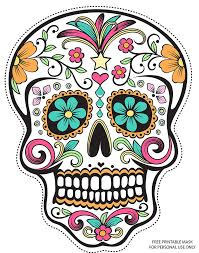 FREE PRINTABLE MASK
FOR PERSONAL USE ONLY